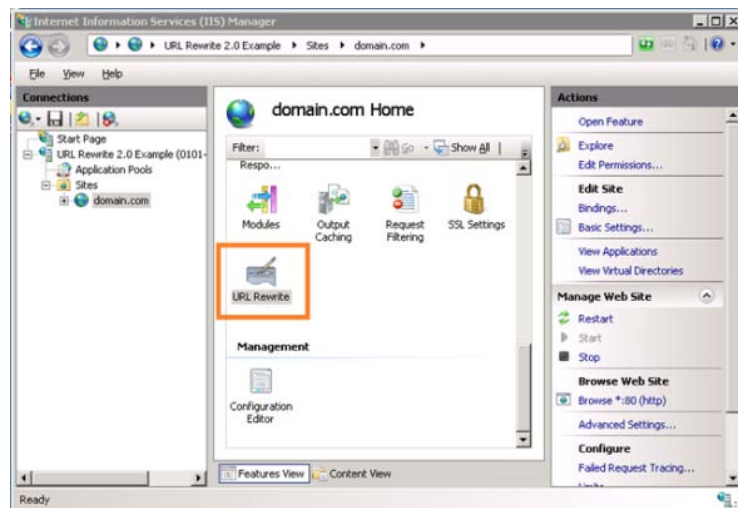 Internet Information Services (IIS) Manager
URL Rewrite 2.0 Example Sites domain.com
File View Help
Connections
Start Page
URL Rewrite 2.0 Example (0101-
Application Pools
Sites
domain.com
domain.com Home
Filter: Go Show All
Respo...
Modules
Output Caching
Request Filtering
SSL Settings
URL Rewrite
Management
Configuration Editor
Features View Content View
Actions
Open Feature
Explore
Edit Permissions...
Edit Site
Bindings...
Basic Settings...
View Applications
View Virtual Directories
Manage Web Site
Restart
Start
Stop
Browse Web Site
Browse *:80 (http)
Advanced Settings...
Configure
Failed Request Tracing...
Ready